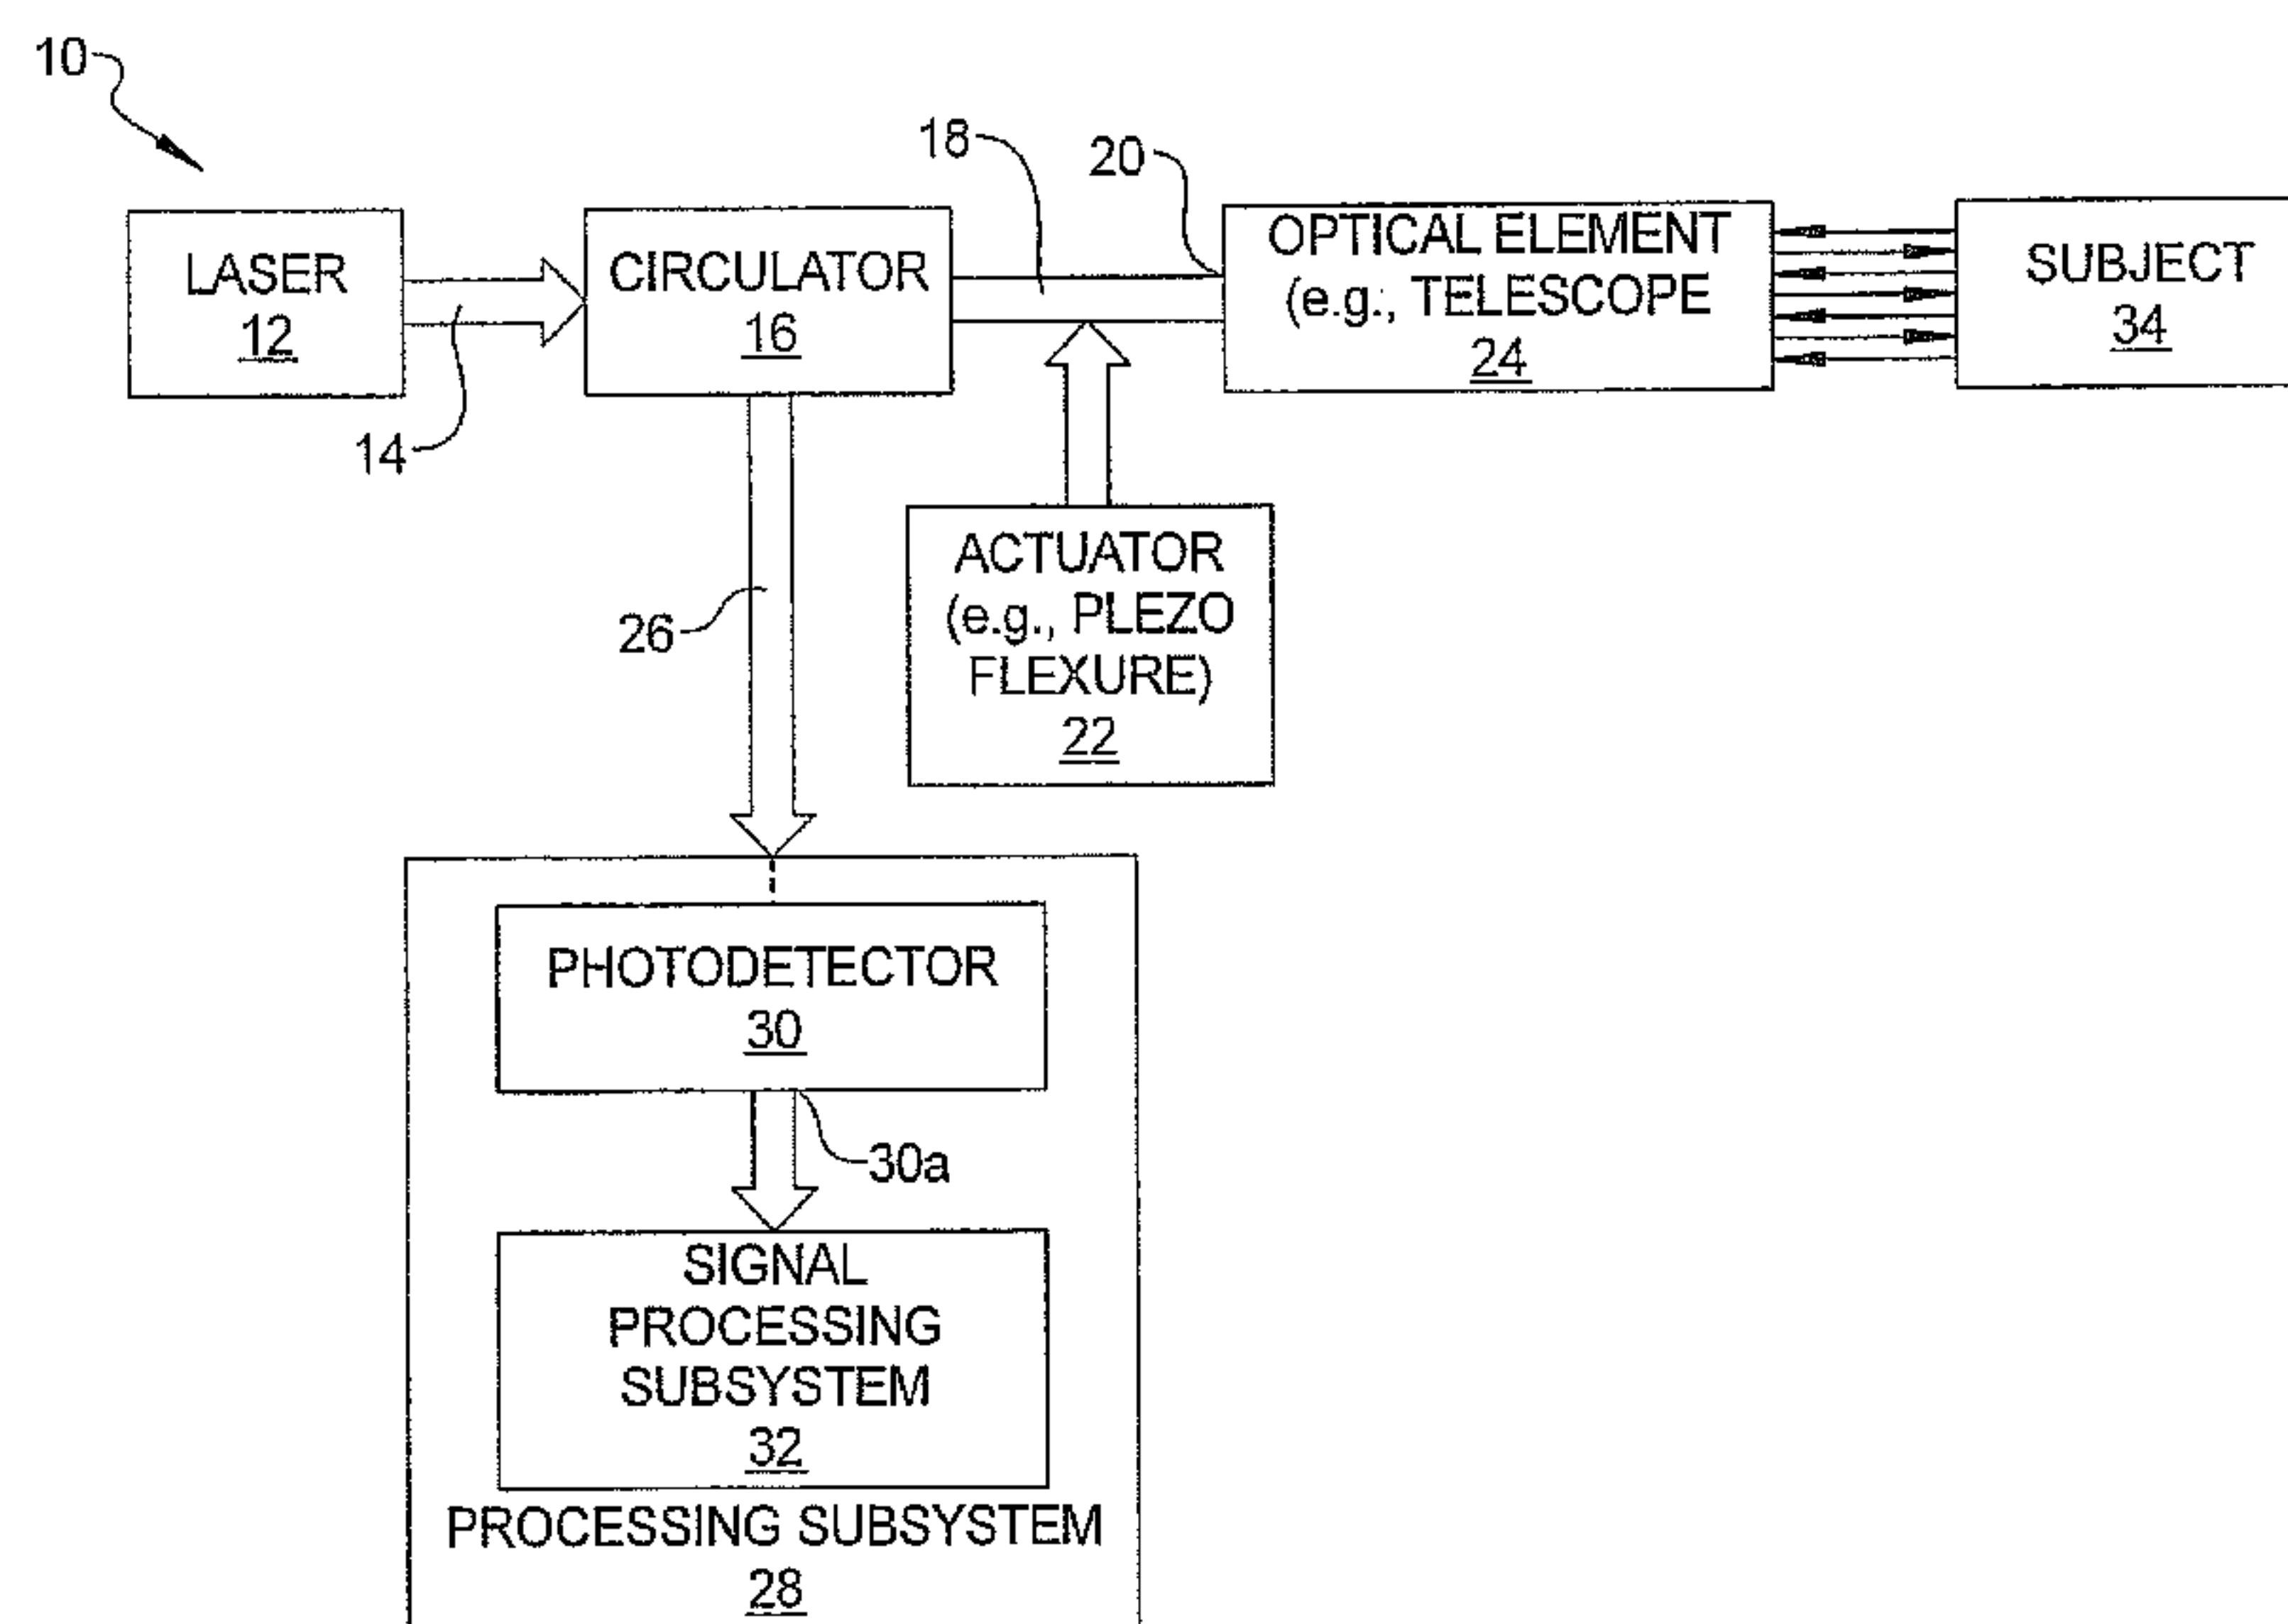 10
18
20
LASER
12
14
CIRCULATOR
16
OPTICAL ELEMENT
(e.g., TELESCOPE
24
SUBJECT
34
26
ACTUATOR
(e.g., PLEZO
FLEXURE)
22
PHOTODETECTOR
30
30a
SIGNAL
PROCESSING
SUBSYSTEM
32
PROCESSING SUBSYSTEM
28